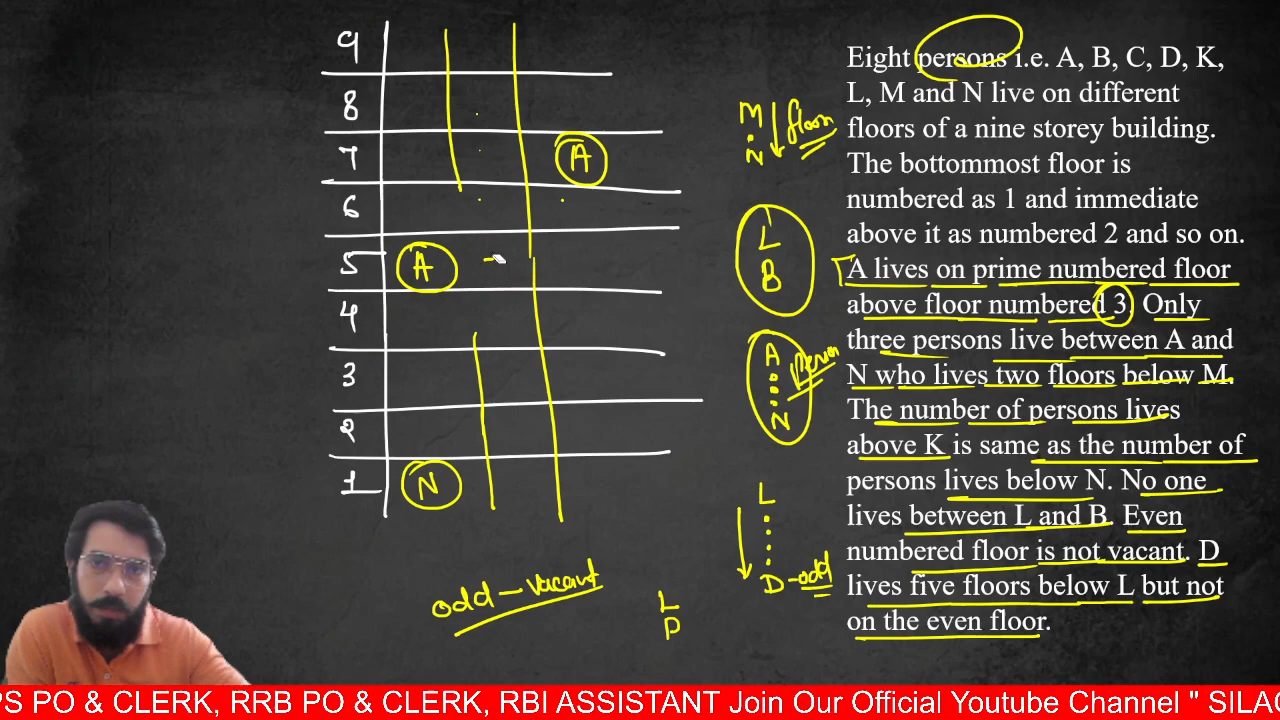 9
8
7 A
6
5 A
4
3
2
1 N
odd - vacant
L
D
M
N
floor
L
B
A
N
Person
L
D - odd
Eight persons i.e. A, B, C, D, K,
L, M and N live on different
floors of a nine storey building.
The bottommost floor is
numbered as 1 and immediate
above it as numbered 2 and so on.
A lives on prime numbered floor
above floor numbered 3. Only
three persons live between A and
N who lives two floors below M.
The number of persons lives
above K is same as the number of
persons lives below N. No one
lives between L and B. Even
numbered floor is not vacant. D
lives five floors below L but not
on the even floor.
PS PO & CLERK, RRB PO & CLERK, RBI ASSISTANT Join Our Official Youtube Channel " SILAG